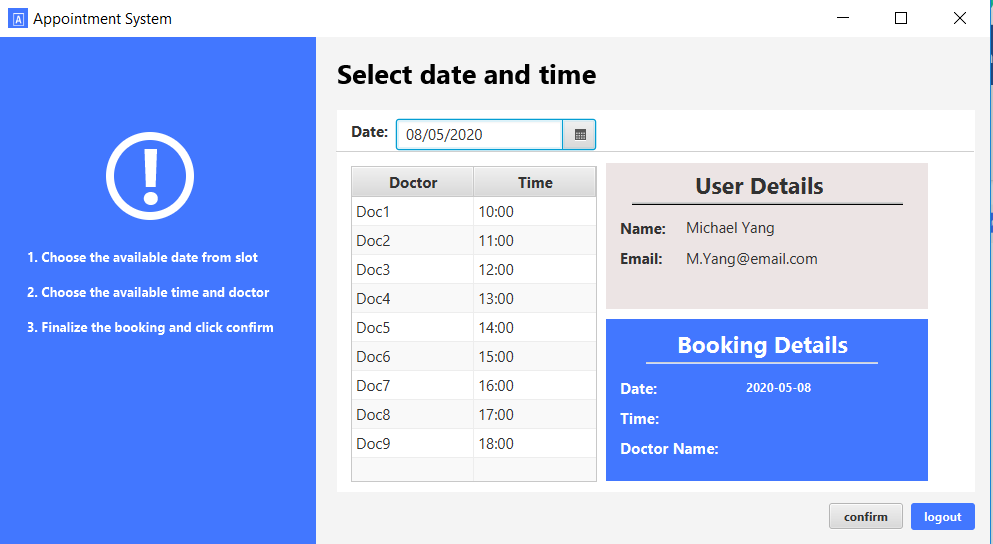 A Appointment System
Select date and time
Date: 08/05/2020
1. Choose the available date from slot
2. Choose the available time and doctor
3. Finalize the booking and click confirm
Doctor Time
Doc1 10:00
Doc2 11:00
Doc3 12:00
Doc4 13:00
Doc5 14:00
Doc6 15:00
Doc7 16:00
Doc8 17:00
Doc9 18:00
User Details
Name: Michael Yang
Email: M.Yang@email.com
Booking Details
Date: 2020-05-08
Time:
Doctor Name:
confirm logout